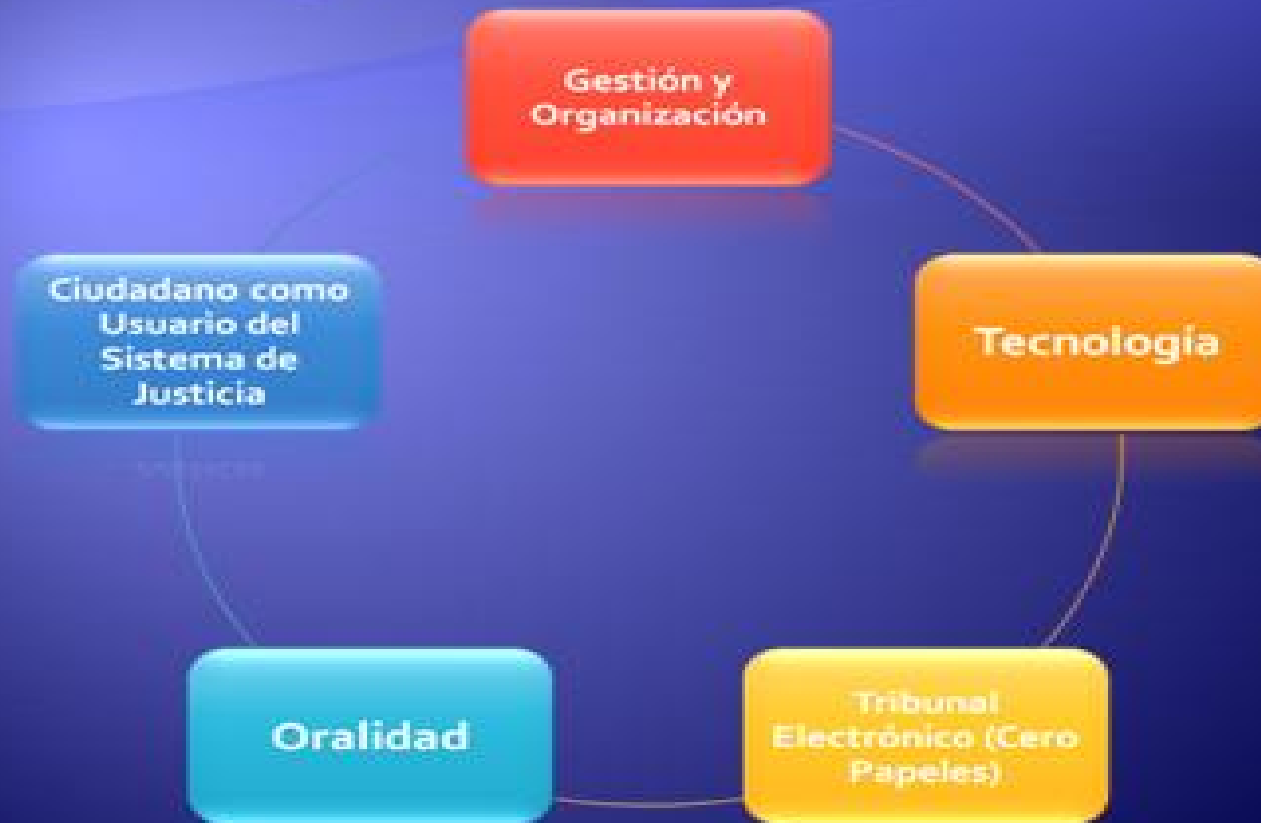 Gestión y
Organización
Tecnología
Tribunal
Electrónico (Cero
Papeles)
Oralidad
Ciudadano como
Usuario del
Sistema de
Justicia